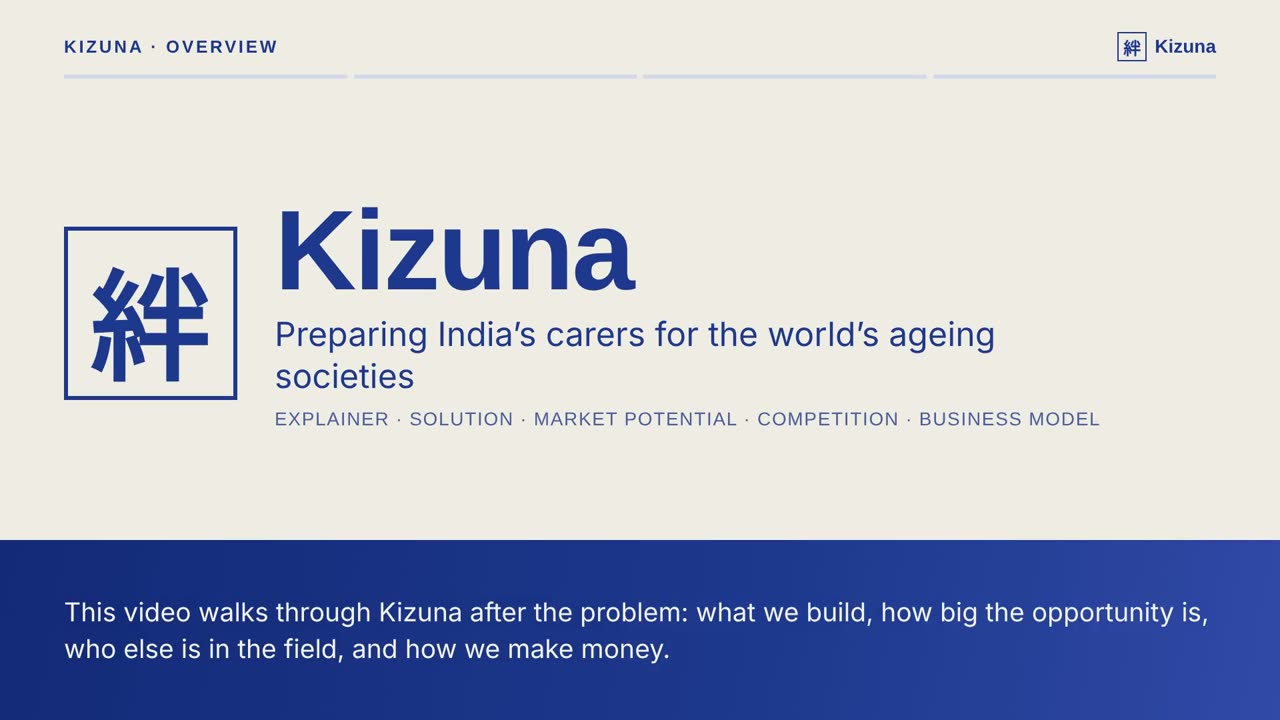 KIZUNA · OVERVIEW
絆 Kizuna
絆
Kizuna
Preparing India’s carers for the world’s ageing
societies
EXPLAINER · SOLUTION · MARKET POTENTIAL · COMPETITION · BUSINESS MODEL
This video walks through Kizuna after the problem: what we build, how big the opportunity is,
who else is in the field, and how we make money.